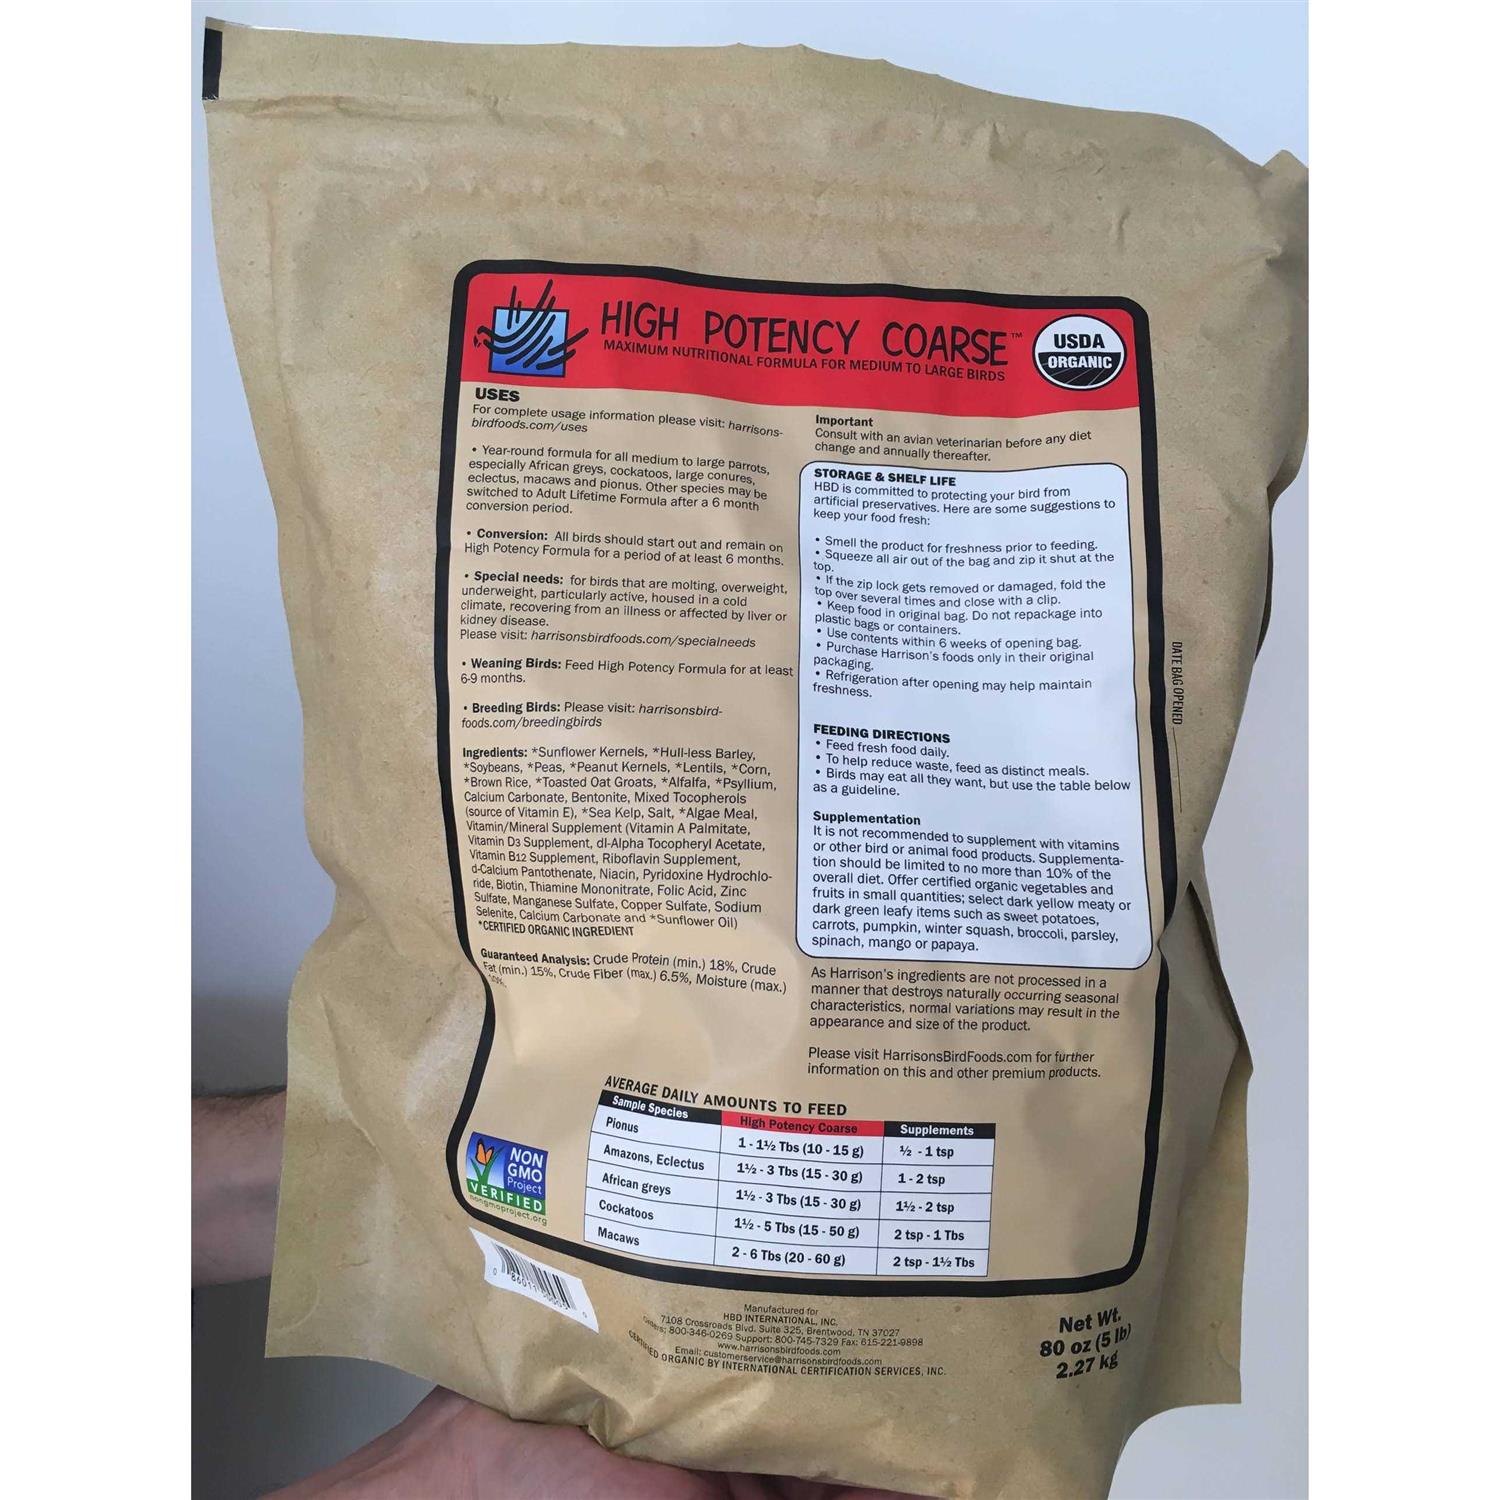 HIGH POTENCY COARSE™
MAXIMUM NUTRITIONAL FORMULA FOR MEDIUM TO LARGE BIRDS
USDA
ORGANIC
USES
For complete usage information please visit: harrisons-
birdfoods.com/uses
• Year-round formula for all medium to large parrots,
especially African greys, cockatoos, large conures,
eclectus, macaws and pionus. Other species may be
switched to Adult Lifetime Formula after a 6 month
conversion period.
• Conversion: All birds should start out and remain on
High Potency Formula for a period of at least 6 months.
• Special needs: for birds that are molting, overweight,
underweight, particularly active, housed in a cold
climate, recovering from an illness or affected by liver or
kidney disease.
Please visit: harrisonsbirdfoods.com/specialneeds
• Weaning Birds: Feed High Potency Formula for at least
6-9 months.
• Breeding Birds: Please visit: harrisonsbird-
foods.com/breedingbirds
Ingredients: *Sunflower Kernels, *Hull-less Barley,
*Soybeans, *Peas, *Peanut Kernels, *Lentils, *Corn,
*Brown Rice, *Toasted Oat Groats, *Alfalfa, *Psyllium,
Calcium Carbonate, Bentonite, Mixed Tocopherols
(source of Vitamin E), *Sea Kelp, Salt, *Algae Meal,
Vitamin/Mineral Supplement (Vitamin A Palmitate,
Vitamin D3 Supplement, dl-Alpha Tocopheryl Acetate,
Vitamin B12 Supplement, Riboflavin Supplement,
d-Calcium Pantothenate, Niacin, Pyridoxine Hydrochlo-
ride, Biotin, Thiamine Mononitrate, Folic Acid, Zinc
Sulfate, Manganese Sulfate, Copper Sulfate, Sodium
Selenite, Calcium Carbonate and *Sunflower Oil)
*CERTIFIED ORGANIC INGREDIENT
Guaranteed Analysis: Crude Protein (min.) 18%, Crude
Fat (min.) 15%, Crude Fiber (max.) 6.5%, Moisture (max.)
10%.
Important
Consult with an avian veterinarian before any diet
change and annually thereafter.
STORAGE & SHELF LIFE
HBD is committed to protecting your bird from
artificial preservatives. Here are some suggestions to
keep your food fresh:
• Smell the product for freshness prior to feeding.
• Squeeze all air out of the bag and zip it shut at the
top.
• If the zip lock gets removed or damaged, fold the
top over several times and close with a clip.
• Keep food in original bag. Do not repackage into
plastic bags or containers.
• Use contents within 6 weeks of opening bag.
• Purchase Harrison's foods only in their original
packaging.
• Refrigeration after opening may help maintain
freshness.
FEEDING DIRECTIONS
• Feed fresh food daily.
• To help reduce waste, feed as distinct meals.
• Birds may eat all they want, but use the table below
as a guideline.
Supplementation
It is not recommended to supplement with vitamins
or other bird or animal food products. Supplementa-
tion should be limited to no more than 10% of the
overall diet. Offer certified organic vegetables and
fruits in small quantities; select dark yellow meaty or
dark green leafy items such as sweet potatoes,
carrots, pumpkin, winter squash, broccoli, parsley,
spinach, mango or papaya.
As Harrison's ingredients are not processed in a
manner that destroys naturally occurring seasonal
characteristics, normal variations may result in the
appearance and size of the product.
Please visit HarrisonsBirdFoods.com for further
information on this and other premium products.
DATE BAG OPENED
AVERAGE DAILY AMOUNTS TO FEED
Sample Species High Potency Coarse Supplements
Pionus 1 - 1½ Tbs (10 - 15 g) ½ - 1 tsp
Amazons, Eclectus 1½ - 3 Tbs (15 - 30 g) 1 - 2 tsp
African greys 1½ - 3 Tbs (15 - 30 g) 1½ - 2 tsp
Cockatoos 1½ - 5 Tbs (15 - 50 g) 2 tsp - 1 Tbs
Macaws 2 - 6 Tbs (20 - 60 g) 2 tsp - 1½ Tbs
NON
GMO
Project
VERIFIED
nongmoproject.org
Manufactured for
HBD INTERNATIONAL, INC.
7108 Crossroads Blvd. Suite 325, Brentwood, TN 37027
Orders: 800-346-0269 Support: 800-745-7329 Fax: 615-221-9898
www.harrisonsbirdfoods.com
Email: customerservice@harrisonsbirdfoods.com
CERTIFIED ORGANIC BY INTERNATIONAL CERTIFICATION SERVICES, INC.
Net Wt.
80 oz (5 lb)
2.27 kg